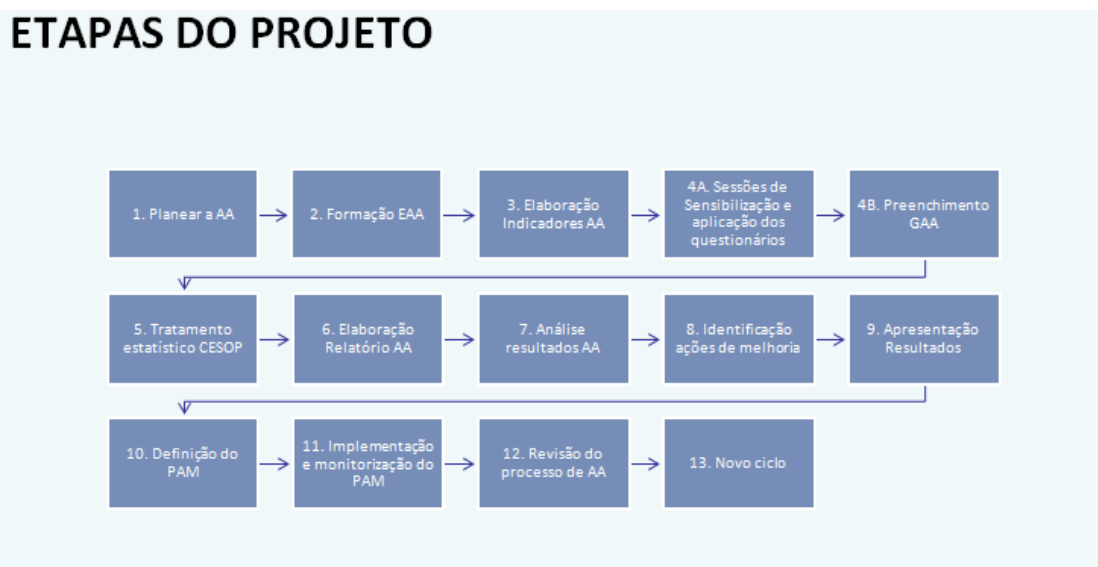 ETAPAS DO PROJETO
1. Planear a AA
2. Formação EAA
3. Elaboração
Indicadores AA
4A. Sessões de
Sensibilização e
aplicação dos
questionários
4B. Preenchimento
GAA
5. Tratamento
estatístico CESOP
6. Elaboração
Relatório AA
7. Análise
resultados AA
8. Identificação
ações de melhoria
9. Apresentação
Resultados
10. Definição do
PAM
11. Implementação
e monitorização do
PAM
12. Revisão do
processo de AA
13. Novo ciclo